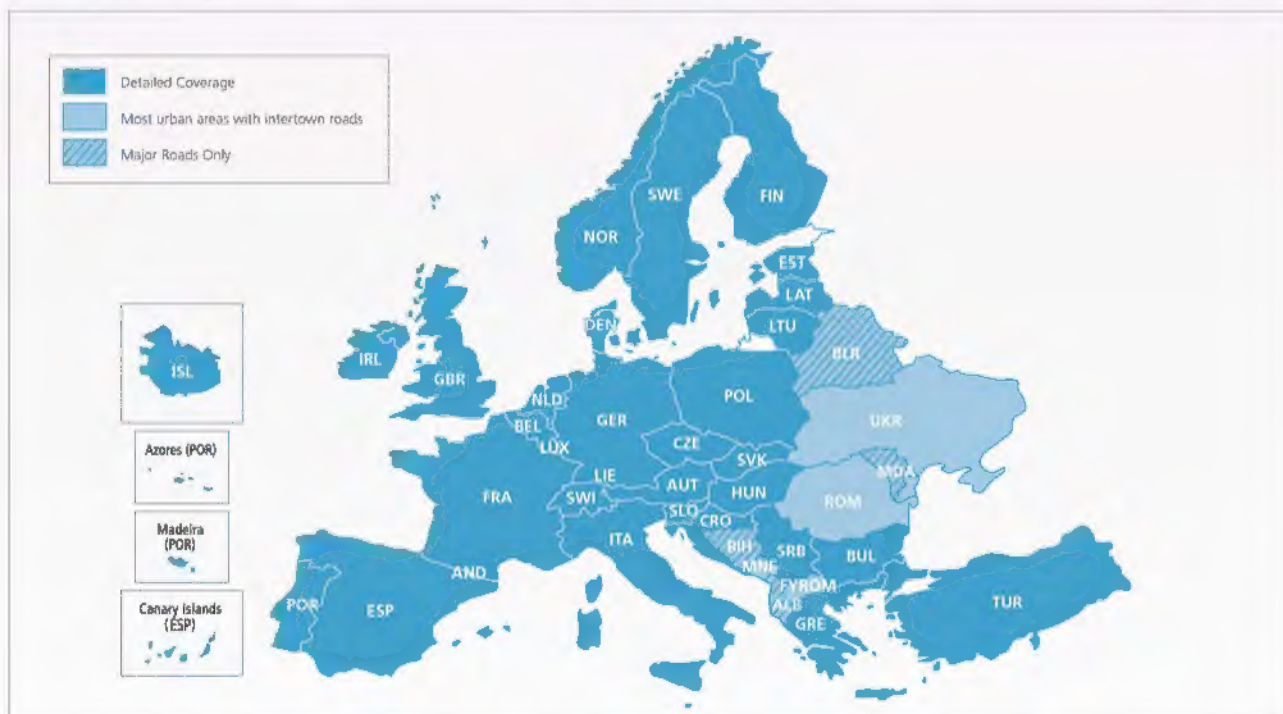 Detailed Coverage
Most urban areas with intertown roads
Major Roads Only
SWE
FIN
NOR
EST
LAT
DEN
LTU
IRL
BLR
ISL
GBR
NLD
POL
GER
UKR
BEL
Azores (POR)
LUX
CZE
SVK
MDA
LIE
AUT
FRA
SWI
HUN
ROM
SLO
CRO
Madeira
(POR)
ITA
BIH
SRB
BUL
MNE
AND
FYROM
Canary Islands
(ESP)
POR
ESP
ALB
TUR
GRE